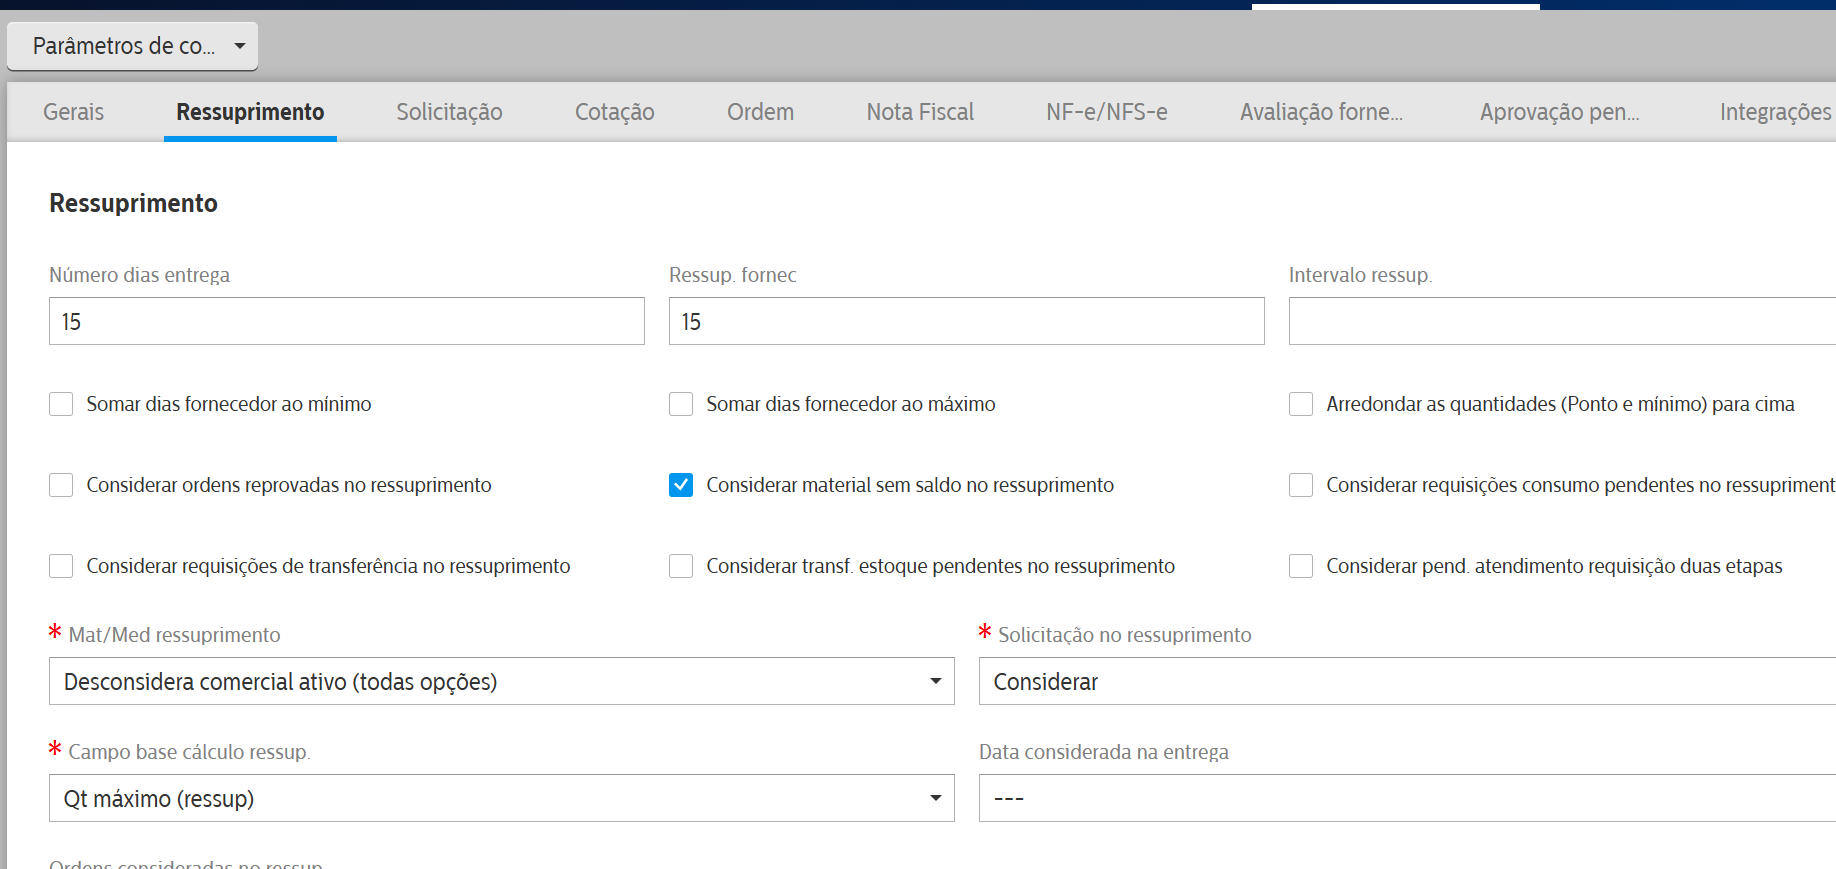 Parâmetros de co...
Gerais Ressuprimento Solicitação Cotação Ordem Nota Fiscal NF-e/NFS-e Avaliação forne... Aprovação pen... Integrações
Ressuprimento
Número dias entrega Ressup. fornec Intervalo ressup.
15 15
Somar dias fornecedor ao mínimo Somar dias fornecedor ao máximo Arredondar as quantidades (Ponto e mínimo) para cima
Considerar ordens reprovadas no ressuprimento Considerar material sem saldo no ressuprimento Considerar requisições consumo pendentes no ressupriment
Considerar requisições de transferência no ressuprimento Considerar transf. estoque pendentes no ressuprimento Considerar pend. atendimento requisição duas etapas
* Mat/Med ressuprimento * Solicitação no ressuprimento
Desconsidera comercial ativo (todas opções) Considerar
* Campo base cálculo ressup. Data considerada na entrega
Qt máximo (ressup) ---
Ordens consideradas no ressup.